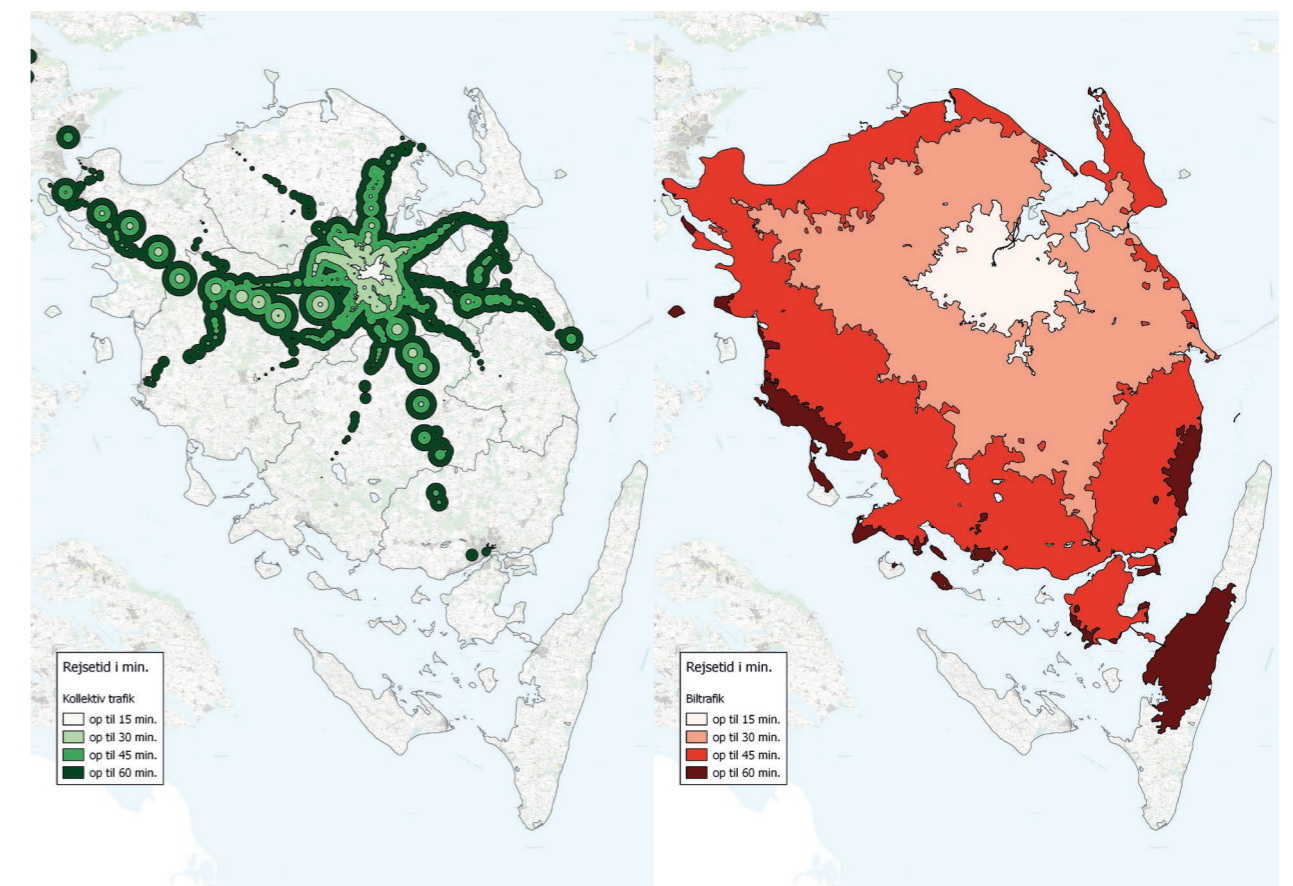 Rejsetid i min.
Kollektiv trafik
op til 15 min.
op til 30 min.
op til 45 min.
op til 60 min.
Rejsetid i min.
Biltrafik
op til 15 min.
op til 30 min.
op til 45 min.
op til 60 min.